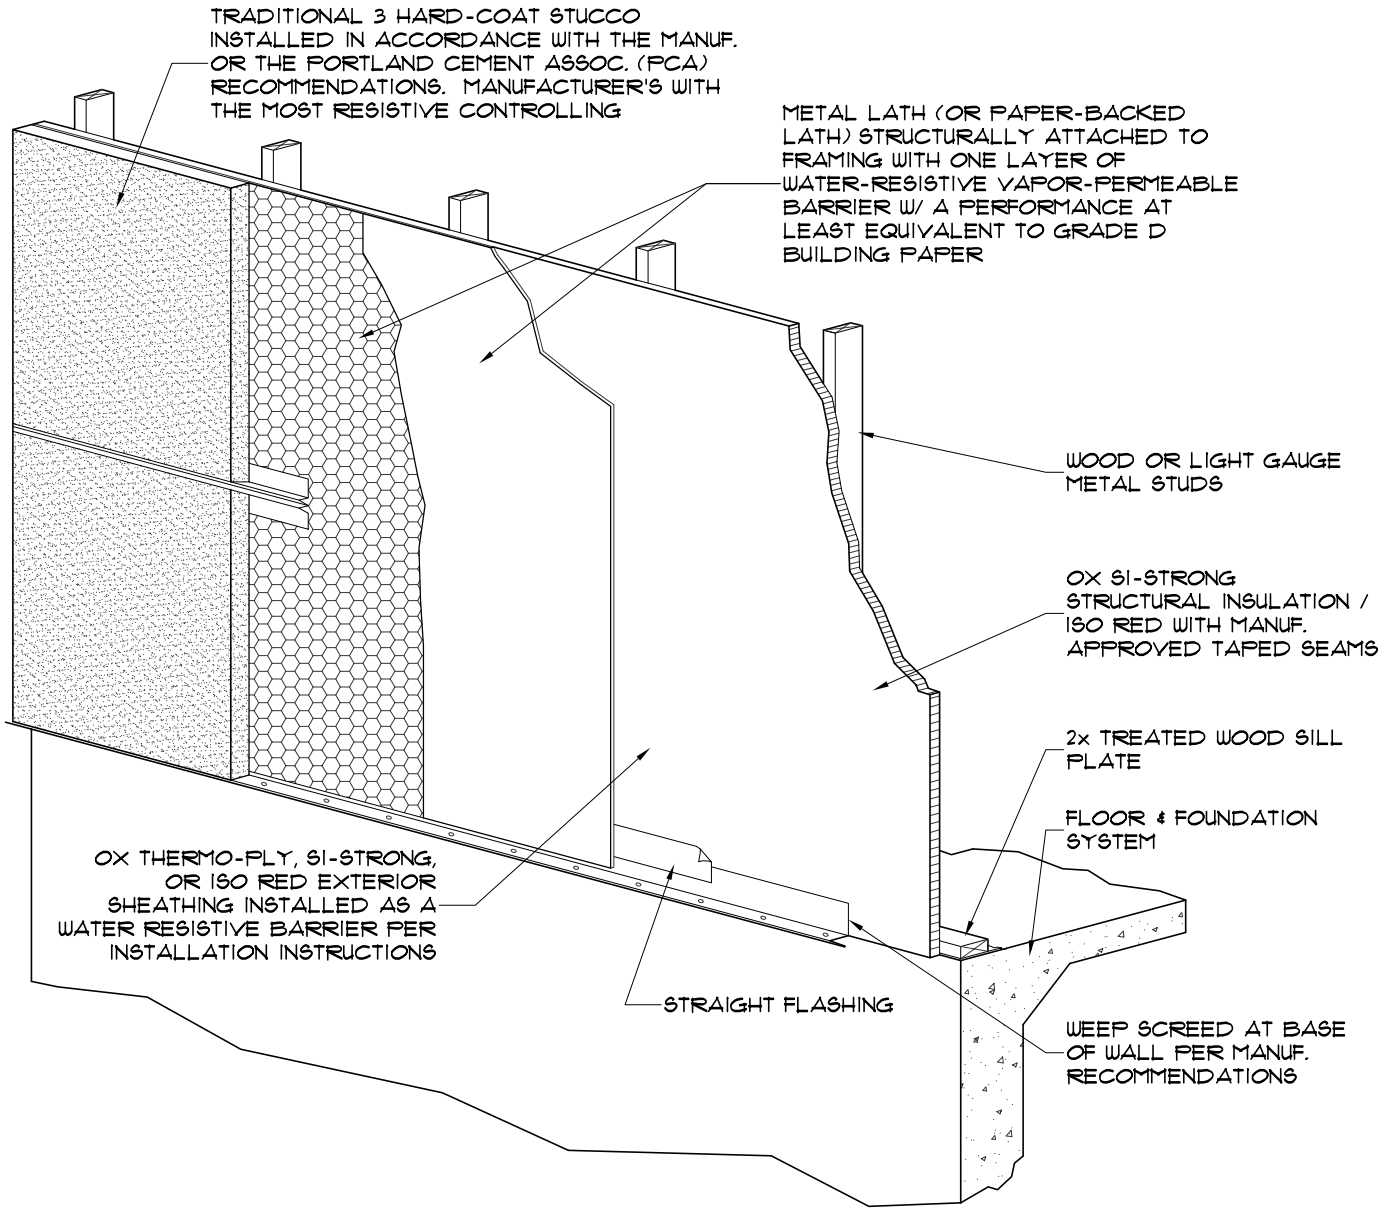 TRADITIONAL 3 HARD-COAT STUCCO
INSTALLED IN ACCORDANCE WITH THE MANUF.
OR THE PORTLAND CEMENT ASSOC. (PCA)
RECOMMENDATIONS. MANUFACTURER'S WITH
THE MOST RESISTIVE CONTROLLING
METAL LATH (OR PAPER-BACKED
LATH) STRUCTURALLY ATTACHED TO
FRAMING WITH ONE LAYER OF
WATER-RESISTIVE VAPOR-PERMEABLE
BARRIER W/ A PERFORMANCE AT
LEAST EQUIVALENT TO GRADE D
BUILDING PAPER
WOOD OR LIGHT GAUGE
METAL STUDS
OX SI-STRONG
STRUCTURAL INSULATION /
ISO RED WITH MANUF.
APPROVED TAPED SEAMS
2x TREATED WOOD SILL
PLATE
FLOOR & FOUNDATION
SYSTEM
OX THERMO-PLY, SI-STRONG,
OR ISO RED EXTERIOR
SHEATHING INSTALLED AS A
WATER RESISTIVE BARRIER PER
INSTALLATION INSTRUCTIONS
STRAIGHT FLASHING
WEEP SCREED AT BASE
OF WALL PER MANUF.
RECOMMENDATIONS